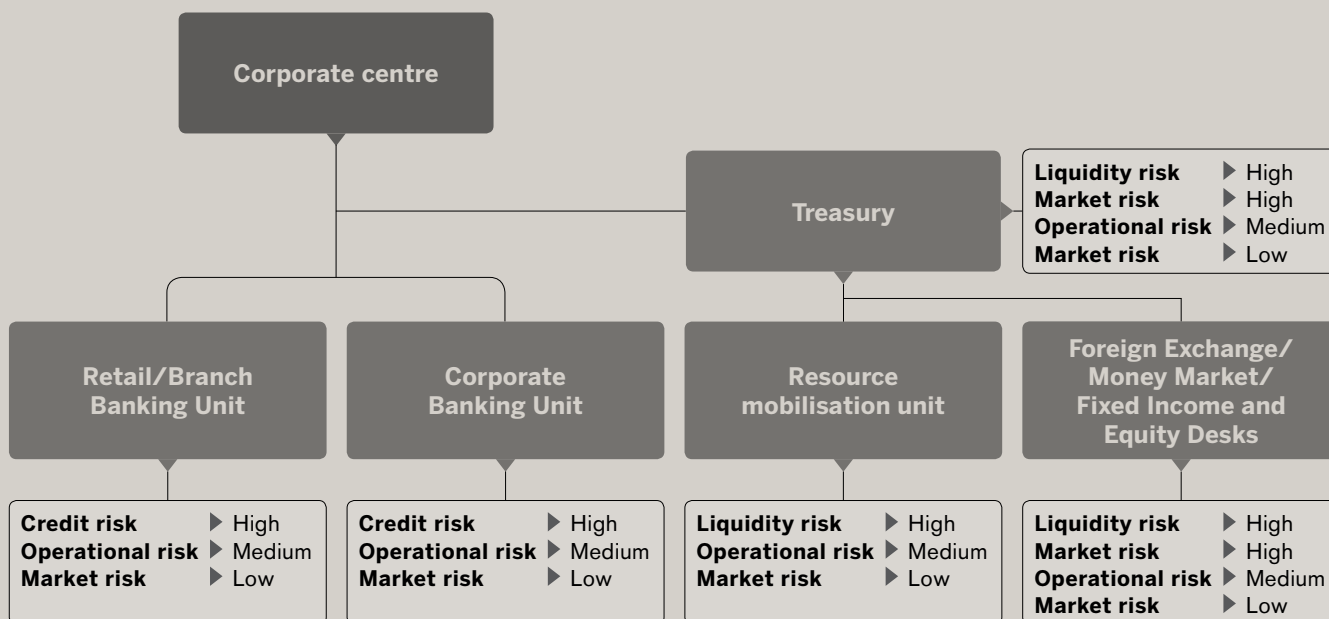 Corporate centre
Treasury
Liquidity risk High
Market risk High
Operational risk Medium
Market risk Low
Retail/Branch
Banking Unit
Corporate
Banking Unit
Resource
mobilisation unit
Foreign Exchange/
Money Market/
Fixed Income and
Equity Desks
Credit risk High
Operational risk Medium
Market risk Low
Credit risk High
Operational risk Medium
Market risk Low
Liquidity risk High
Operational risk Medium
Market risk Low
Liquidity risk High
Market risk High
Operational risk Medium
Market risk Low